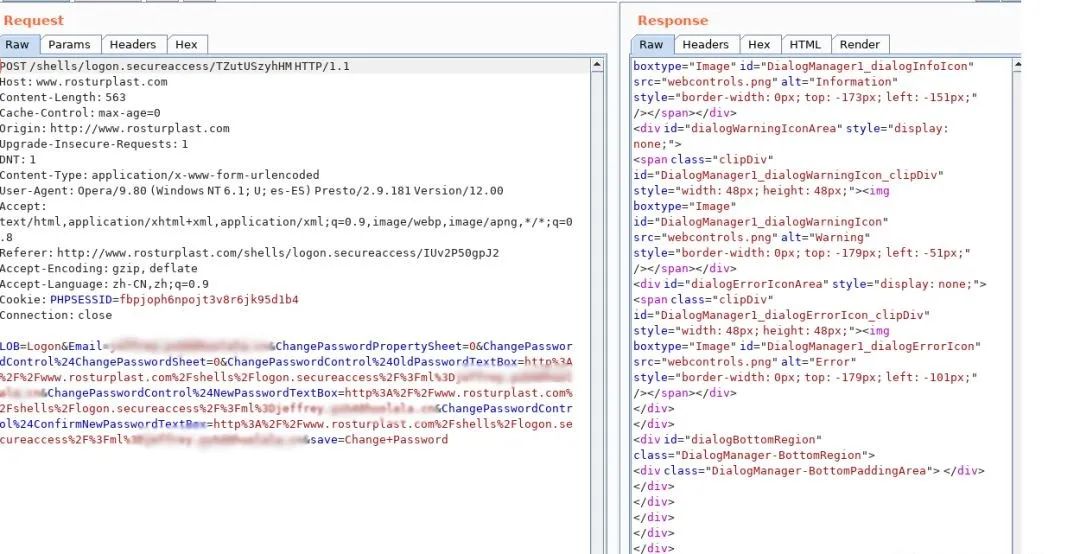 Request
Raw Params Headers Hex
POST /shells/logon.secureaccess/TZutUSzyhHM HTTP/1.1
Host: www.rosturplast.com
Content-Length: 563
Cache-Control: max-age=0
Origin: http://www.rosturplast.com
Upgrade-Insecure-Requests: 1
DNT: 1
Content-Type: application/x-www-form-urlencoded
User-Agent: Opera/9.80 (Windows NT 6.1; U; es-ES) Presto/2.9.181 Version/12.00
Accept:
text/html,application/xhtml+xml,application/xml;q=0.9,image/webp,image/apng,*/*;q=0
.8
Referer: http://www.rosturplast.com/shells/logon.secureaccess/IUv2P50gpJ2
Accept-Encoding: gzip, deflate
Accept-Language: zh-CN,zh;q=0.9
Cookie: PHPSESSID=fbpjoph6npojt3v8r6jk95d1b4
Connection: close
LOB=Logon&Email=&ChangePasswordPropertySheet=0&ChangePasswor
dControl%24ChangePasswordSheet=0&ChangePasswordControl%24OldPasswordTextBox=http%3A
%2F%2Fwww.rosturplast.com%2Fshells%2Flogon.secureaccess%2F%3Fml%3D
&ChangePasswordControl%24NewPasswordTextBox=http%3A%2F%2Fwww.rosturplast.com%
2Fshells%2Flogon.secureaccess%2F%3Fml%3Djeffrey.&ChangePasswordContr
ol%24ConfirmNewPasswordTextBox=http%3A%2F%2Fwww.rosturplast.com%2Fshells%2Flogon.se
cureaccess%2F%3Fml%&save=Change+Password
Response
Raw Headers Hex HTML Render
boxtype="Image" id="DialogManager1_dialogInfoIcon"
src="webcontrols.png" alt="Information"
style="border-width: 0px; top: -173px; left: -151px;"
/></span></div>
<div id="dialogWarningIconArea" style="display:
none;">
<span class="clipDiv"
id="DialogManager1_dialogWarningIcon_clipDiv"
style="width: 48px; height: 48px;"><img
boxtype="Image"
id="DialogManager1_dialogWarningIcon"
src="webcontrols.png" alt="Warning"
style="border-width: 0px; top: -179px; left: -51px;"
/></span></div>
<div id="dialogErrorIconArea" style="display: none;">
<span class="clipDiv"
id="DialogManager1_dialogErrorIcon_clipDiv"
style="width: 48px; height: 48px;"><img
boxtype="Image" id="DialogManager1_dialogErrorIcon"
src="webcontrols.png" alt="Error"
style="border-width: 0px; top: -179px; left: -101px;"
/></span></div>
</div>
</div>
<div id="dialogBottomRegion"
class="DialogManager-BottomRegion">
<div class="DialogManager-BottomPaddingArea"> </div>
</div>
</div>
</div>
</div>
</div>